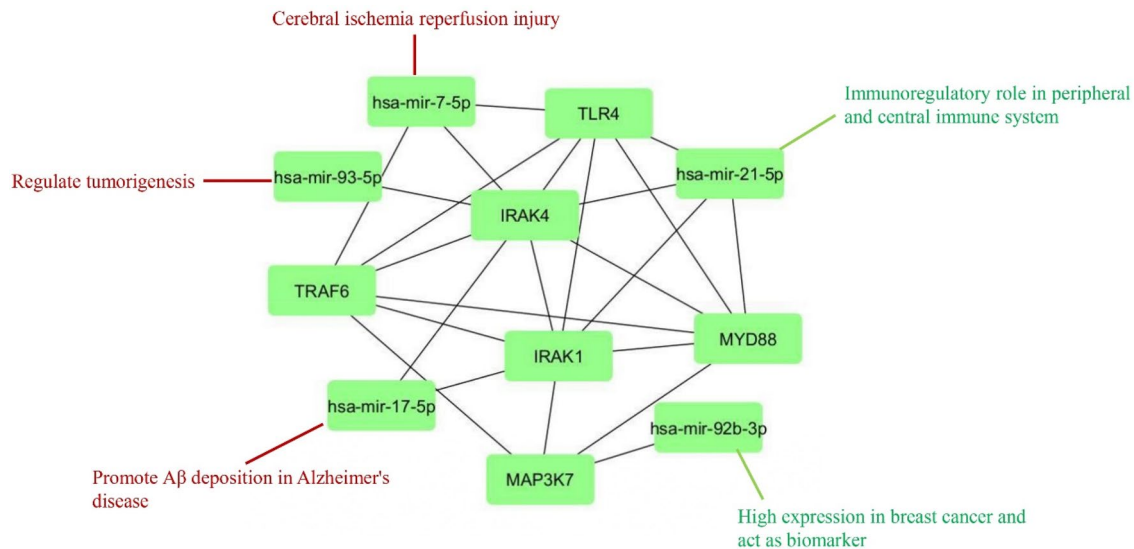 Cerebral ischemia reperfusion injury
hsa-mir-7-5p
TLR4
Immunoregulatory role in peripheral
and central immune system
hsa-mir-93-5p
hsa-mir-21-5p
Regulate tumorigenesis
IRAK4
TRAF6
MYD88
IRAK1
hsa-mir-17-5p
hsa-mir-92b-3p
MAP3K7
Promote Aβ deposition in Alzheimer's
disease
High expression in breast cancer and
act as biomarker